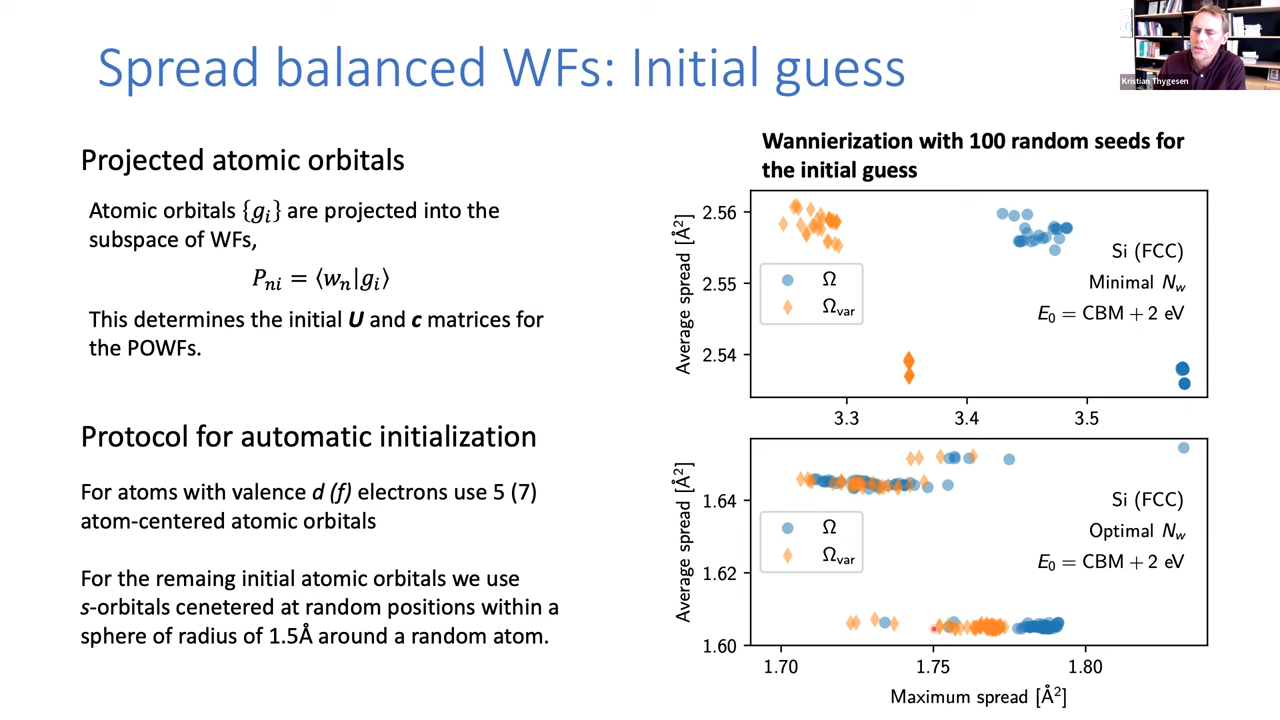 Spread balanced WFs: Initial guess
Kristian Thygesen
Projected atomic orbitals
Atomic orbitals {gᵢ} are projected into the
subspace of WFs,
Pₙᵢ = ⟨wₙ|gᵢ⟩
This determines the initial U and c matrices for
the POWFs.
Protocol for automatic initialization
For atoms with valence d (f) electrons use 5 (7)
atom-centered atomic orbitals
For the remaing initial atomic orbitals we use
s-orbitals cenetered at random positions within a
sphere of radius of 1.5Å around a random atom.
Wannierization with 100 random seeds for
the initial guess
Average spread [Å²]
2.56
2.55
2.54
Ω
Ω_var
Si (FCC)
Minimal N_w
E₀ = CBM + 2 eV
3.3 3.4 3.5
Average spread [Å²]
1.64
1.62
1.60
Ω
Ω_var
Si (FCC)
Optimal N_w
E₀ = CBM + 2 eV
1.70 1.75 1.80
Maximum spread [Å²]